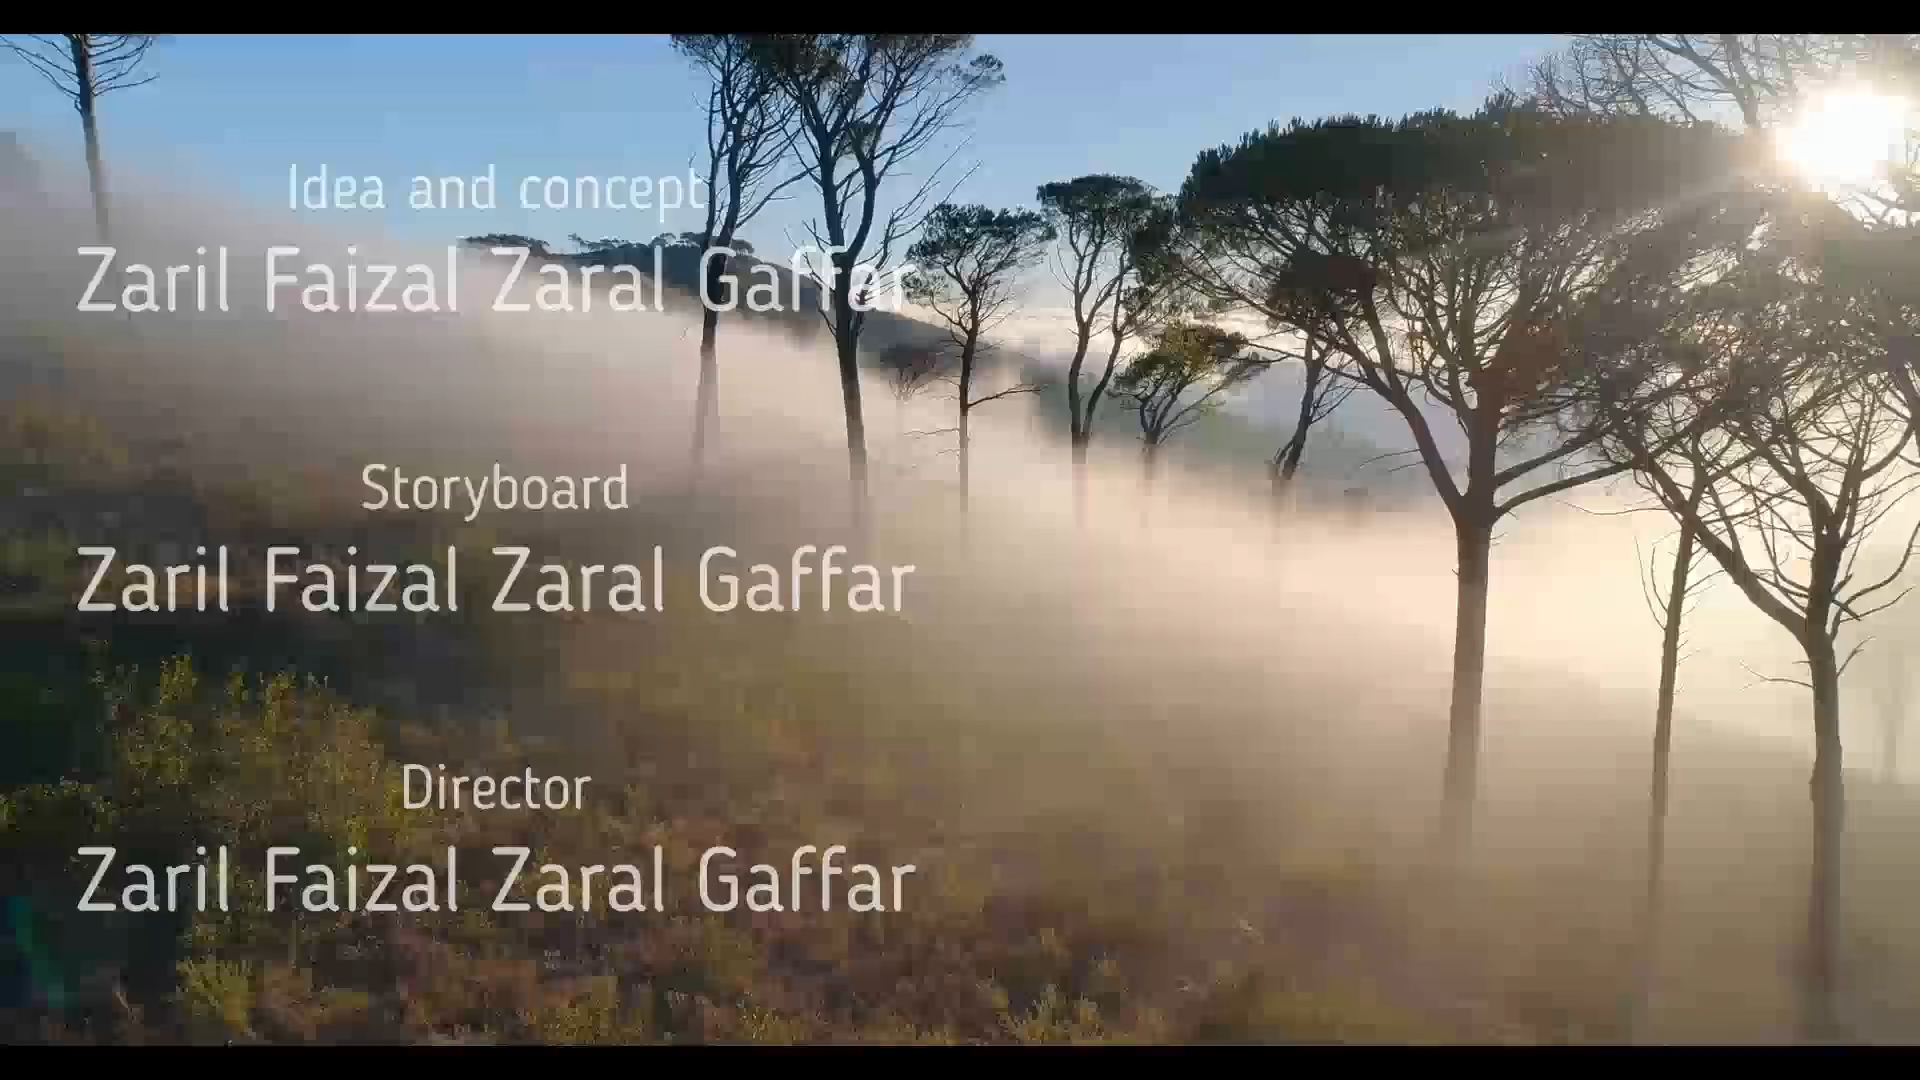 Idea and concept
Zaril Faizal Zaral Gaffar
Storyboard
Zaril Faizal Zaral Gaffar
Director
Zaril Faizal Zaral Gaffar